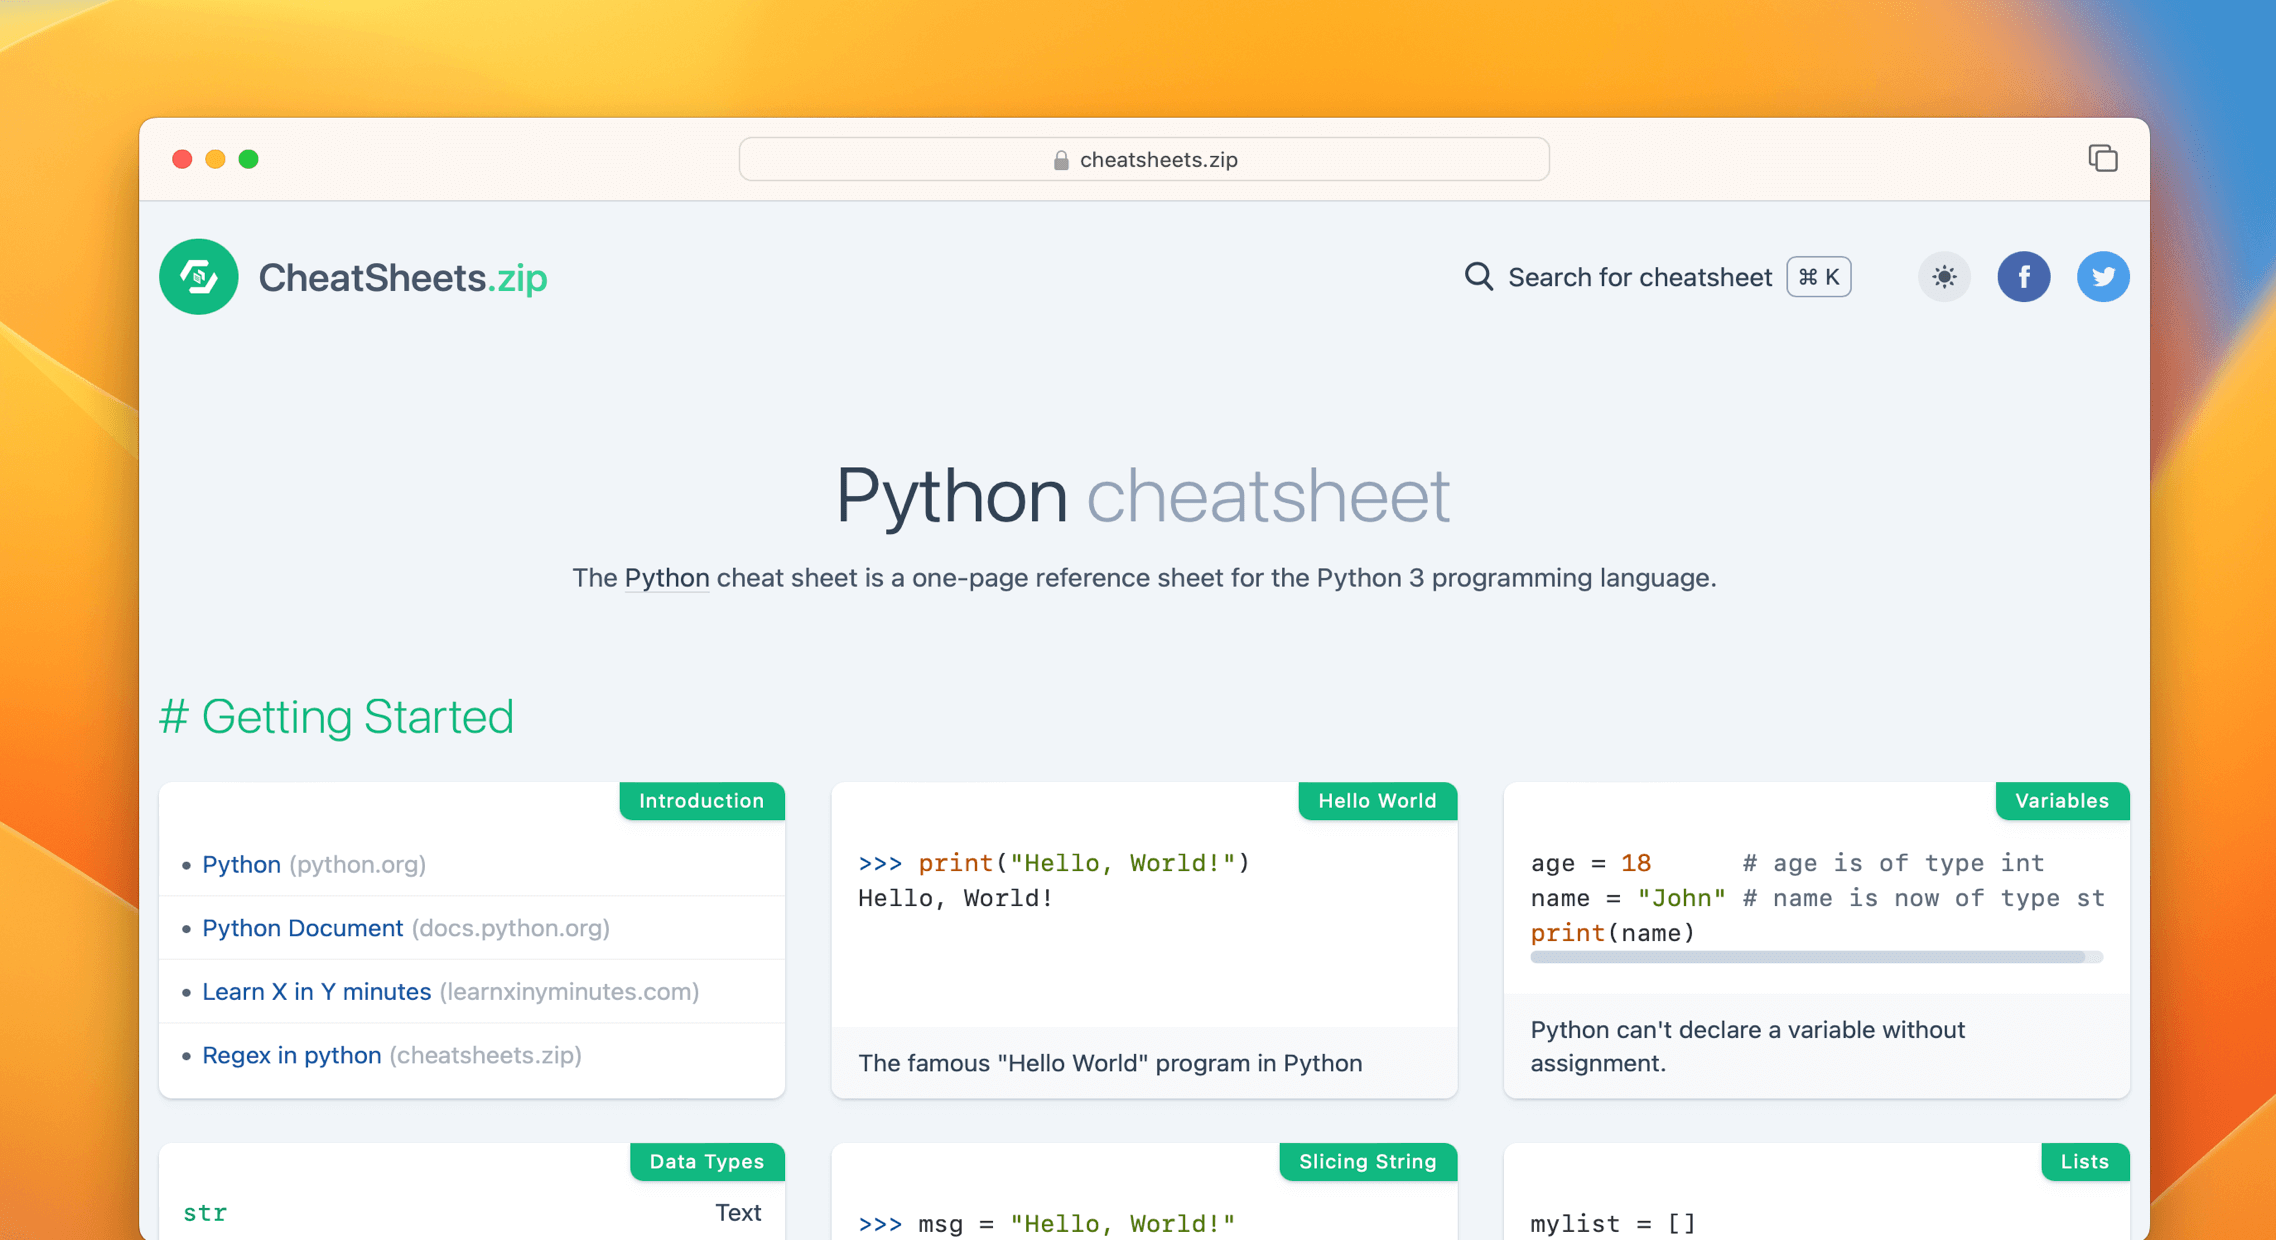 cheatsheets.zip
CheatSheets.zip
Search for cheatsheet ⌘ K
Python cheatsheet
The Python cheat sheet is a one-page reference sheet for the Python 3 programming language.
# Getting Started
Introduction
• Python (python.org)
• Python Document (docs.python.org)
• Learn X in Y minutes (learnxinyminutes.com)
• Regex in python (cheatsheets.zip)
Hello World
>>> print("Hello, World!")
Hello, World!
The famous "Hello World" program in Python
Variables
age = 18      # age is of type int
name = "John" # name is now of type st
print(name)
Python can't declare a variable without
assignment.
Data Types
str Text
Slicing String
>>> msg = "Hello, World!"
Lists
mylist = []